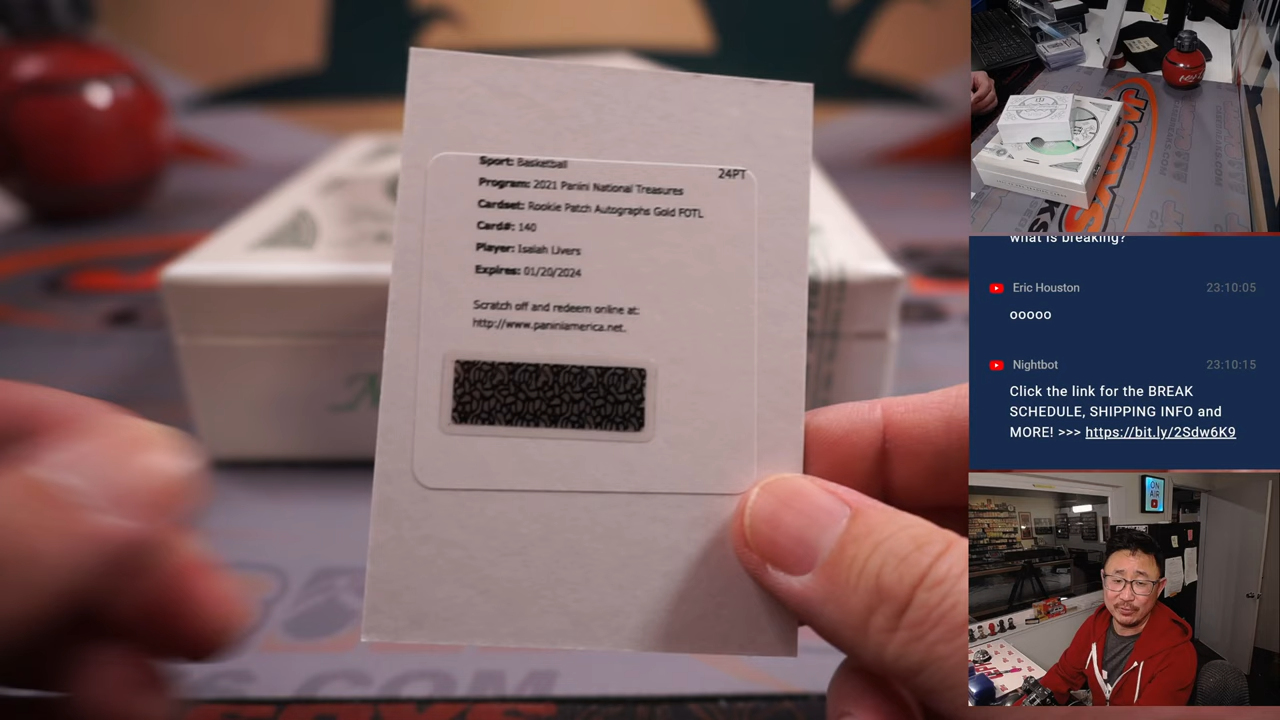 Sport: Basketball
24PT
Program: 2021 Panini National Treasures
Cardset: Rookie Patch Autographs Gold FOTL
Card#: 140
Player: Isaiah Livers
Expires: 01/20/2024
Scratch off and redeem online at:
http://www.paniniamerica.net.
what is breaking?
Eric Houston
23:10:05
ooooo
Nightbot
23:10:15
Click the link for the BREAK
SCHEDULE, SHIPPING INFO and
MORE! >>> https://bit.ly/2Sdw6K9
ON
AIR